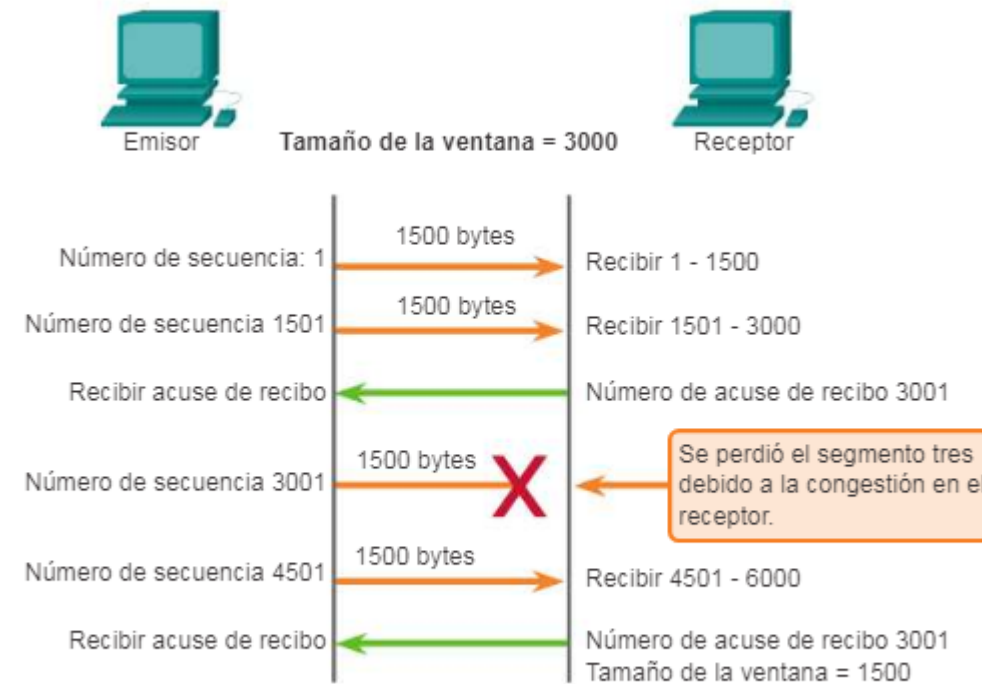 Emisor
Tamaño de la ventana = 3000
Receptor
1500 bytes
Número de secuencia: 1
Recibir 1 - 1500
1500 bytes
Número de secuencia 1501
Recibir 1501 - 3000
Recibir acuse de recibo
Número de acuse de recibo 3001
1500 bytes
Número de secuencia 3001
X
Se perdió el segmento tres
debido a la congestión en el
receptor.
1500 bytes
Número de secuencia 4501
Recibir 4501 - 6000
Recibir acuse de recibo
Número de acuse de recibo 3001
Tamaño de la ventana = 1500